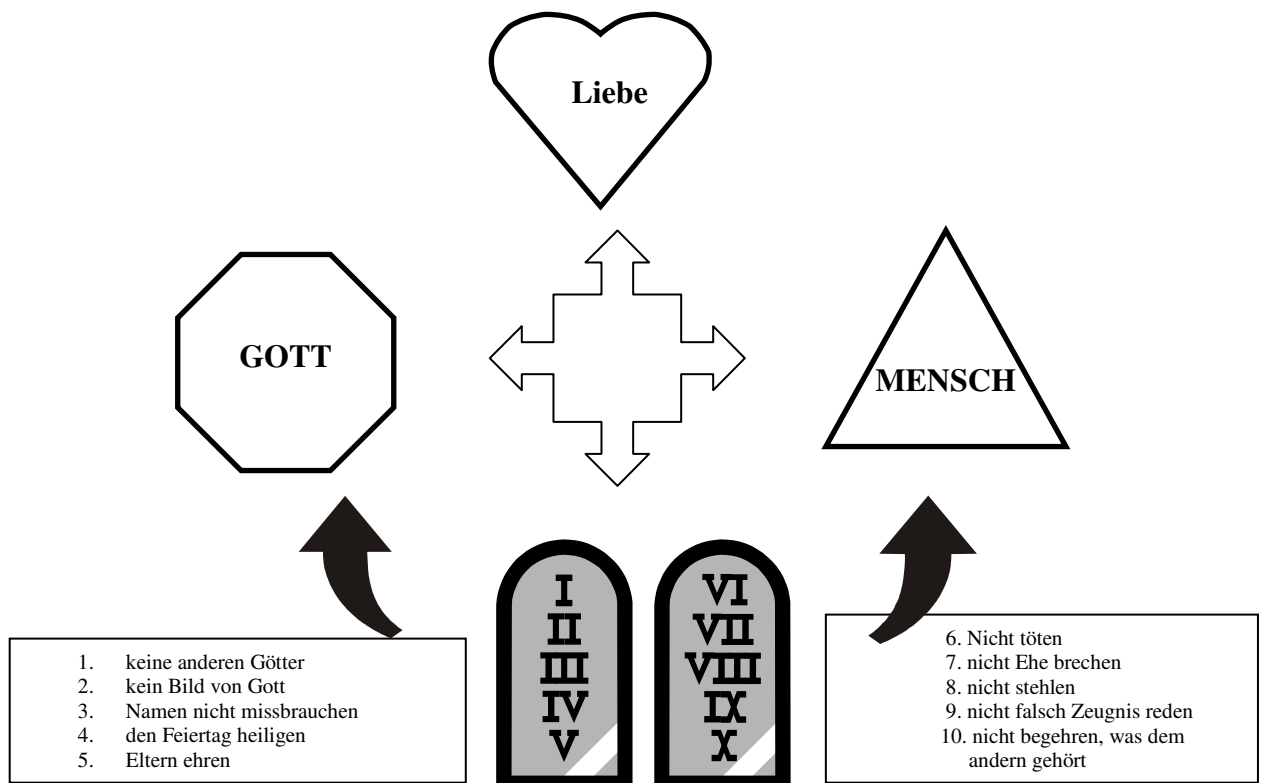 Liebe
GOTT
MENSCH
I
II
III
IV
V
VI
VII
VIII
IX
X
1. keine anderen Götter
2. kein Bild von Gott
3. Namen nicht missbrauchen
4. den Feiertag heiligen
5. Eltern ehren
6. Nicht töten
7. nicht Ehe brechen
8. nicht stehlen
9. nicht falsch Zeugnis reden
10. nicht begehren, was dem
andern gehört